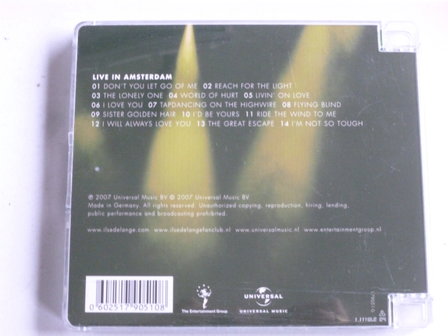 LIVE IN AMSTERDAM
01 DON'T YOU LET GO OF ME 02 REACH FOR THE LIGHT
03 THE LONELY ONE 04 WORLD OF HURT 05 LIVIN' ON LOVE
06 I LOVE YOU 07 TAPDANCING ON THE HIGHWIRE 08 FLYING BLIND
09 SISTER GOLDEN HAIR 10 I'D BE YOURS 11 RIDE THE WIND TO ME
12 I WILL ALWAYS LOVE YOU 13 THE GREAT ESCAPE 14 I'M NOT SO TOUGH
℗ 2007 Universal Music BV © 2007 Universal Music BV
Made in Germany. All rights reserved. Unauthorized copying, reproduction, hiring, lending,
public performance and broadcasting prohibited.
www.ilsedelange.com www.ilsedelangefanclub.nl www.universalmusic.nl www.entertainmentgroup.nl
0 602517 905108
The Entertainment Group
UNIVERSAL
UNIVERSAL MUSIC